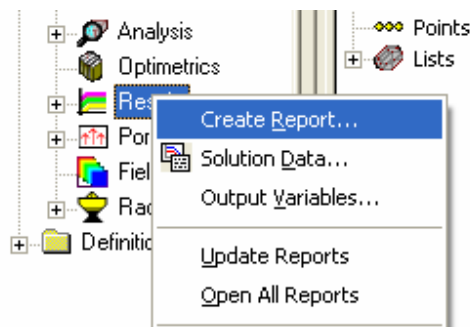 Analysis
Optimetrics
Points
Lists
Create Report...
Solution Data...
Output Variables...
Update Reports
Open All Reports